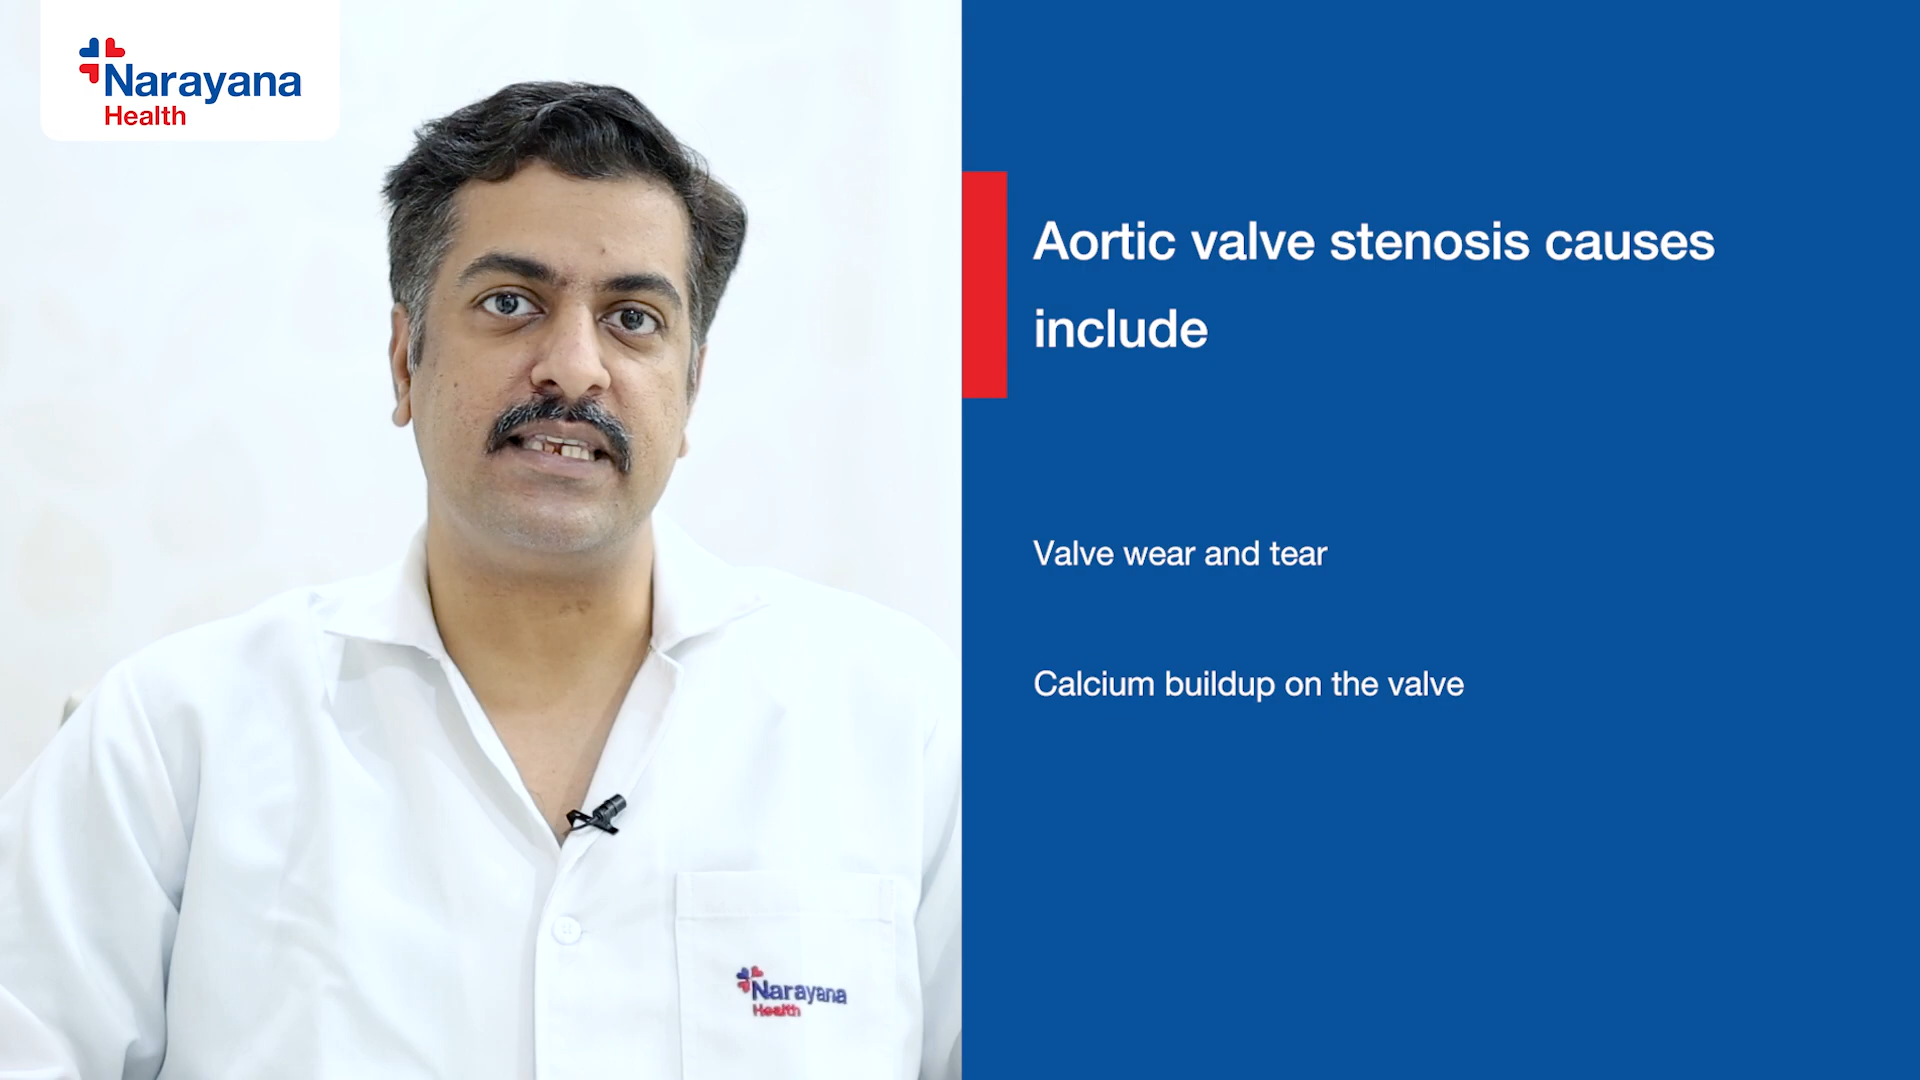 Narayana
Health
Aortic valve stenosis causes
include
Valve wear and tear
Calcium buildup on the valve
Narayana
Health